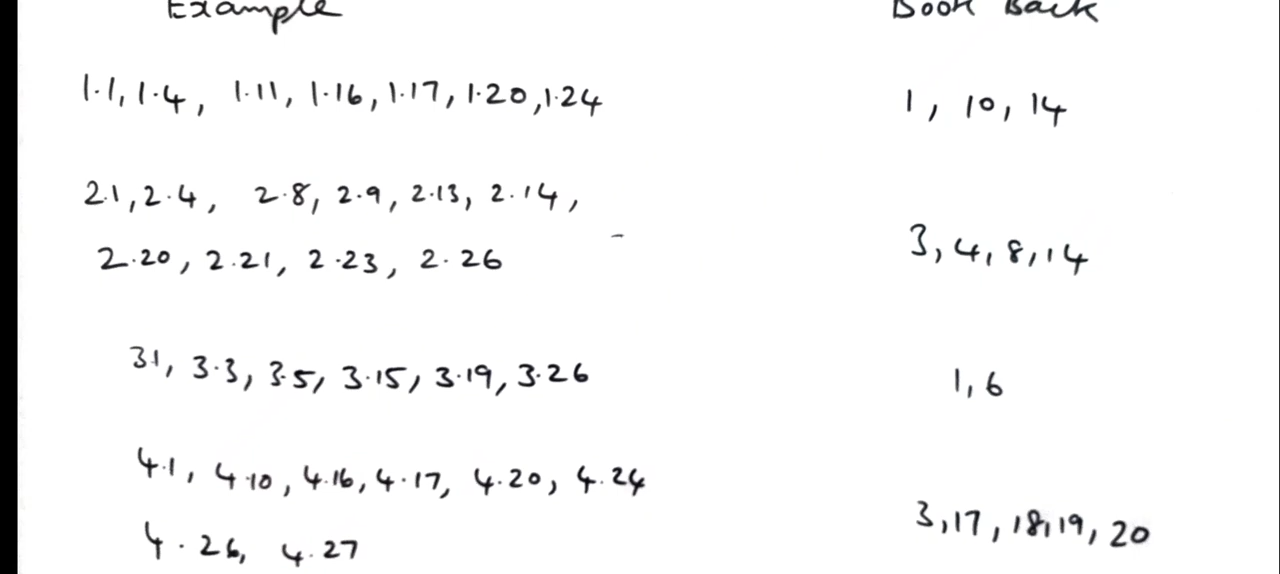 Example Book Back
1.1, 1.4, 1.11, 1.16, 1.17, 1.20, 1.24 1, 10, 14
2.1, 2.4, 2.8, 2.9, 2.13, 2.14,
2.20, 2.21, 2.23, 2.26 3, 4, 8, 14
3.1, 3.3, 3.5, 3.15, 3.19, 3.26 1, 6
4.1, 4.10, 4.16, 4.17, 4.20, 4.24
4.26, 4.27 3, 17, 18, 19, 20